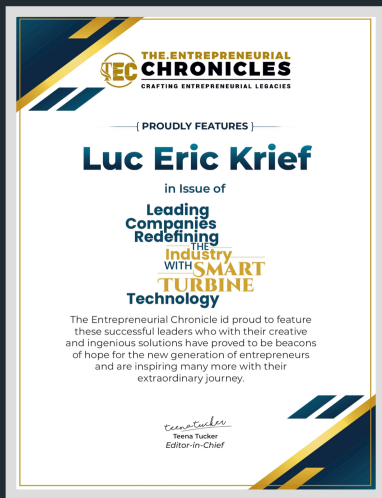 TEC
THE.ENTREPRENEURIAL
CHRONICLES
CRAFTING ENTREPRENEURIAL LEGACIES
{ PROUDLY FEATURES }
Luc Eric Krief
in Issue of
Leading
Companies
Redefining
THE
Industry
WITH SMART
TURBINE
Technology
The Entrepreneurial Chronicle id proud to feature
these successful leaders who with their creative
and ingenious solutions have proved to be beacons
of hope for the new generation of entrepreneurs
and are inspiring many more with their
extraordinary journey.
teenatucker
Teena Tucker
Editor-in-Chief